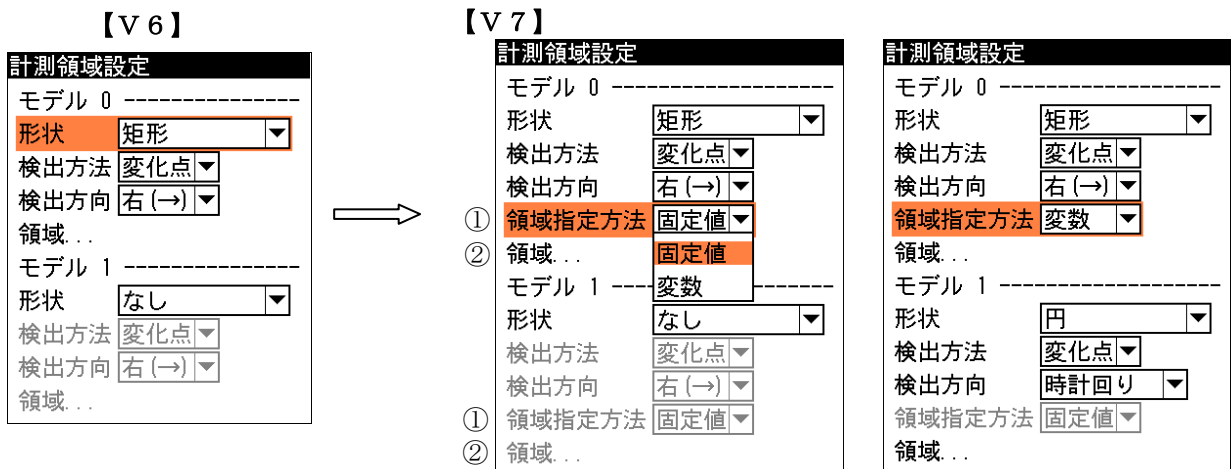 【V6】
計測領域設定
モデル 0 ---------------
形状 矩形
検出方法 変化点
検出方向 右(→)
領域...
モデル 1 ---------------
形状 なし
検出方法 変化点
検出方向 右(→)
領域...
【V7】
計測領域設定
モデル 0 -------------------
形状 矩形
検出方法 変化点
検出方向 右(→)
① 領域指定方法 固定値
② 領域... 固定値
モデル 1 ---- 変数 -------
形状 なし
検出方法 変化点
検出方向 右(→)
① 領域指定方法 固定値
② 領域...
計測領域設定
モデル 0 -------------------
形状 矩形
検出方法 変化点
検出方向 右(→)
領域指定方法 変数
領域...
モデル 1 -------------------
形状 円
検出方法 変化点
検出方向 時計回り
領域指定方法 固定値
領域...